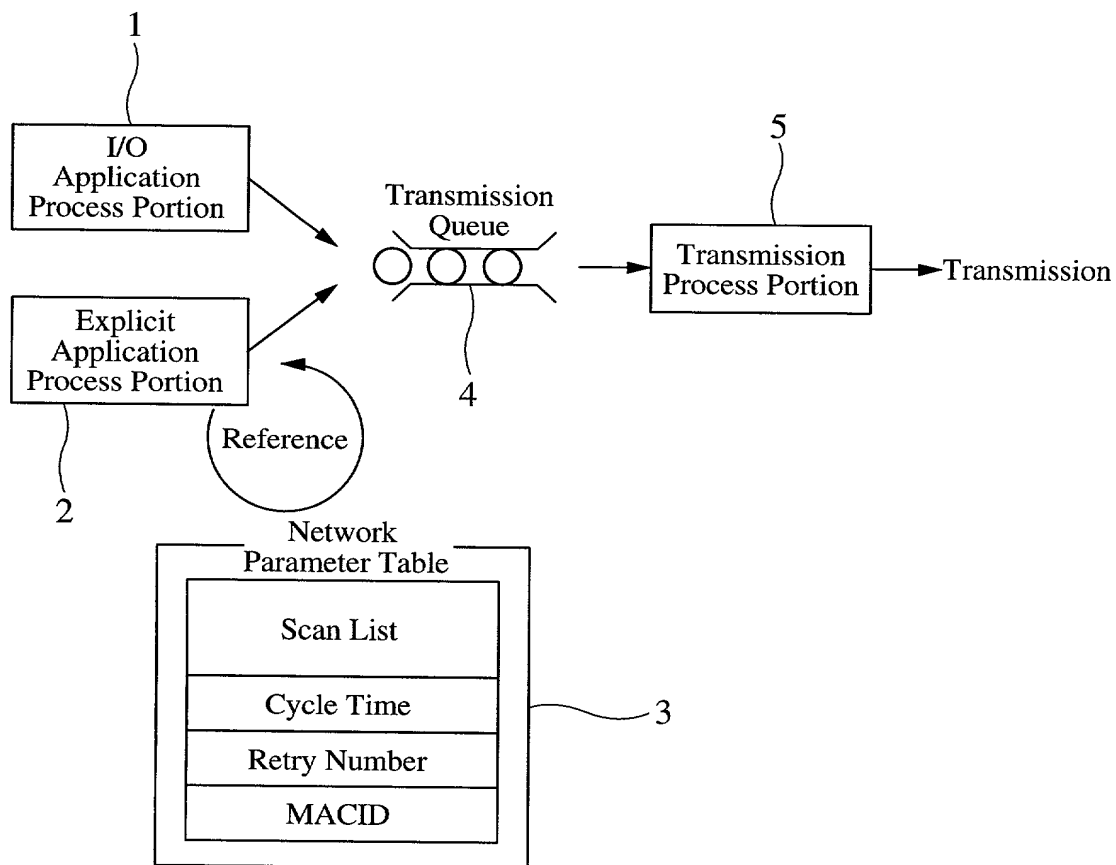 1
I/O
Application
Process Portion
Transmission
Queue
5
Transmission
Process Portion
Transmission
Explicit
Application
Process Portion
4
Reference
2
Network
Parameter Table
Scan List
Cycle Time
3
Retry Number
MACID